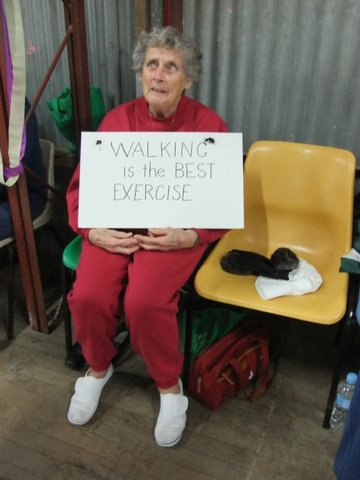 WALKING
is the BEST
EXERCISE